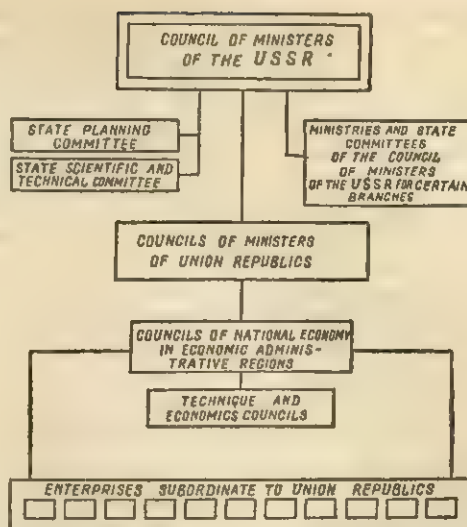 COUNCIL OF MINISTERS
OF THE USSR
STATE PLANNING
COMMITTEE
STATE SCIENTIFIC AND
TECHNICAL COMMITTEE
MINISTRIES AND STATE
COMMITTEES
OF THE COUNCIL
OF MINISTERS
OF THE USSR FOR CERTAIN
BRANCHES
COUNCILS OF MINISTERS
OF UNION REPUBLICS
COUNCILS OF NATIONAL ECONOMY
IN ECONOMIC ADMINIS-
TRATIVE REGIONS
TECHNIQUE AND
ECONOMICS COUNCILS
ENTERPRISES SUBORDINATE TO UNION REPUBLICS